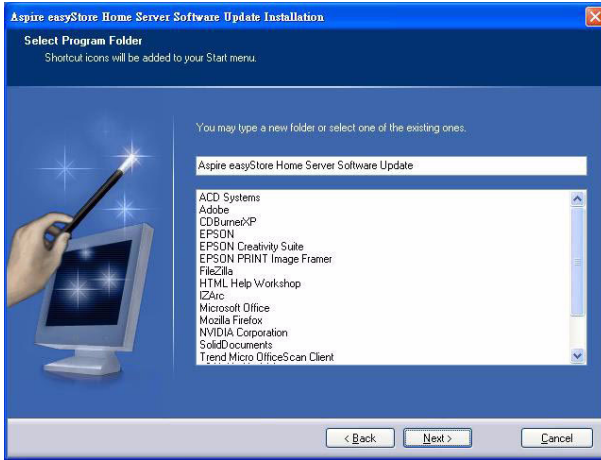 Aspire easyStore Home Server Software Update Installation
Select Program Folder
Shortcut icons will be added to your Start menu.
You may type a new folder or select one of the existing ones.
Aspire easyStore Home Server Software Update
ACD Systems
Adobe
CDBurnerXP
EPSON
EPSON Creativity Suite
EPSON PRINT Image Framer
FileZilla
HTML Help Workshop
IZArc
Microsoft Office
Mozilla Firefox
NVIDIA Corporation
SolidDocuments
Trend Micro OfficeScan Client
< Back
Next >
Cancel